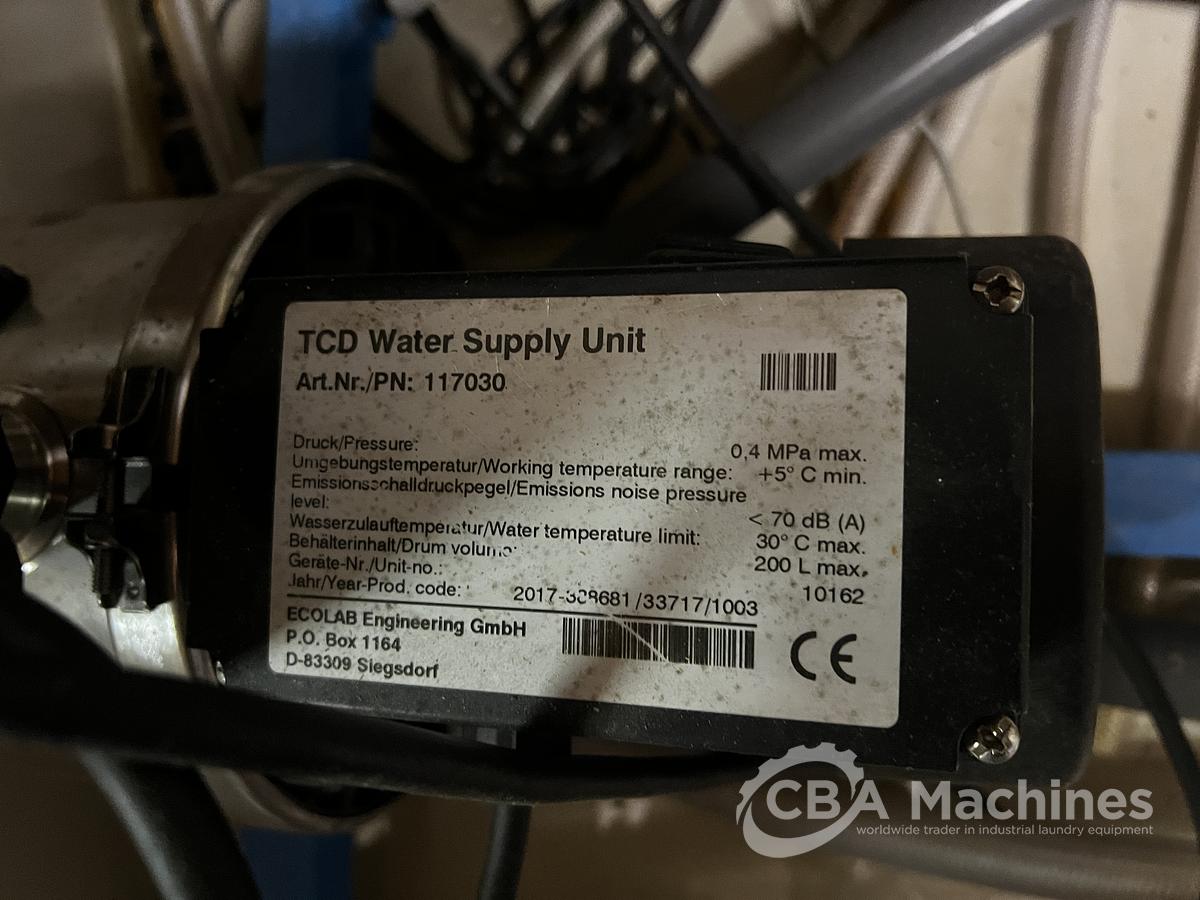 TCD Water Supply Unit
Art.Nr./PN: 117030
Druck/Pressure: 0,4 MPa max.
Umgebungstemperatur/Working temperature range: +5° C min.
Emissionsschalldruckpegel/Emissions noise pressure
level: < 70 dB (A)
Wasserzulauftemperatur/Water temperature limit: 30° C max.
Behälterinhalt/Drum volume: 200 L max.
Geräte-Nr./Unit-no.: 10162
Jahr/Year-Prod. code: /33717/1003
ECOLAB Engineering GmbH
P.O. Box 1164
D-83309 Siegsdorf
CE
CBA Machines
worldwide trader in industrial laundry equipment